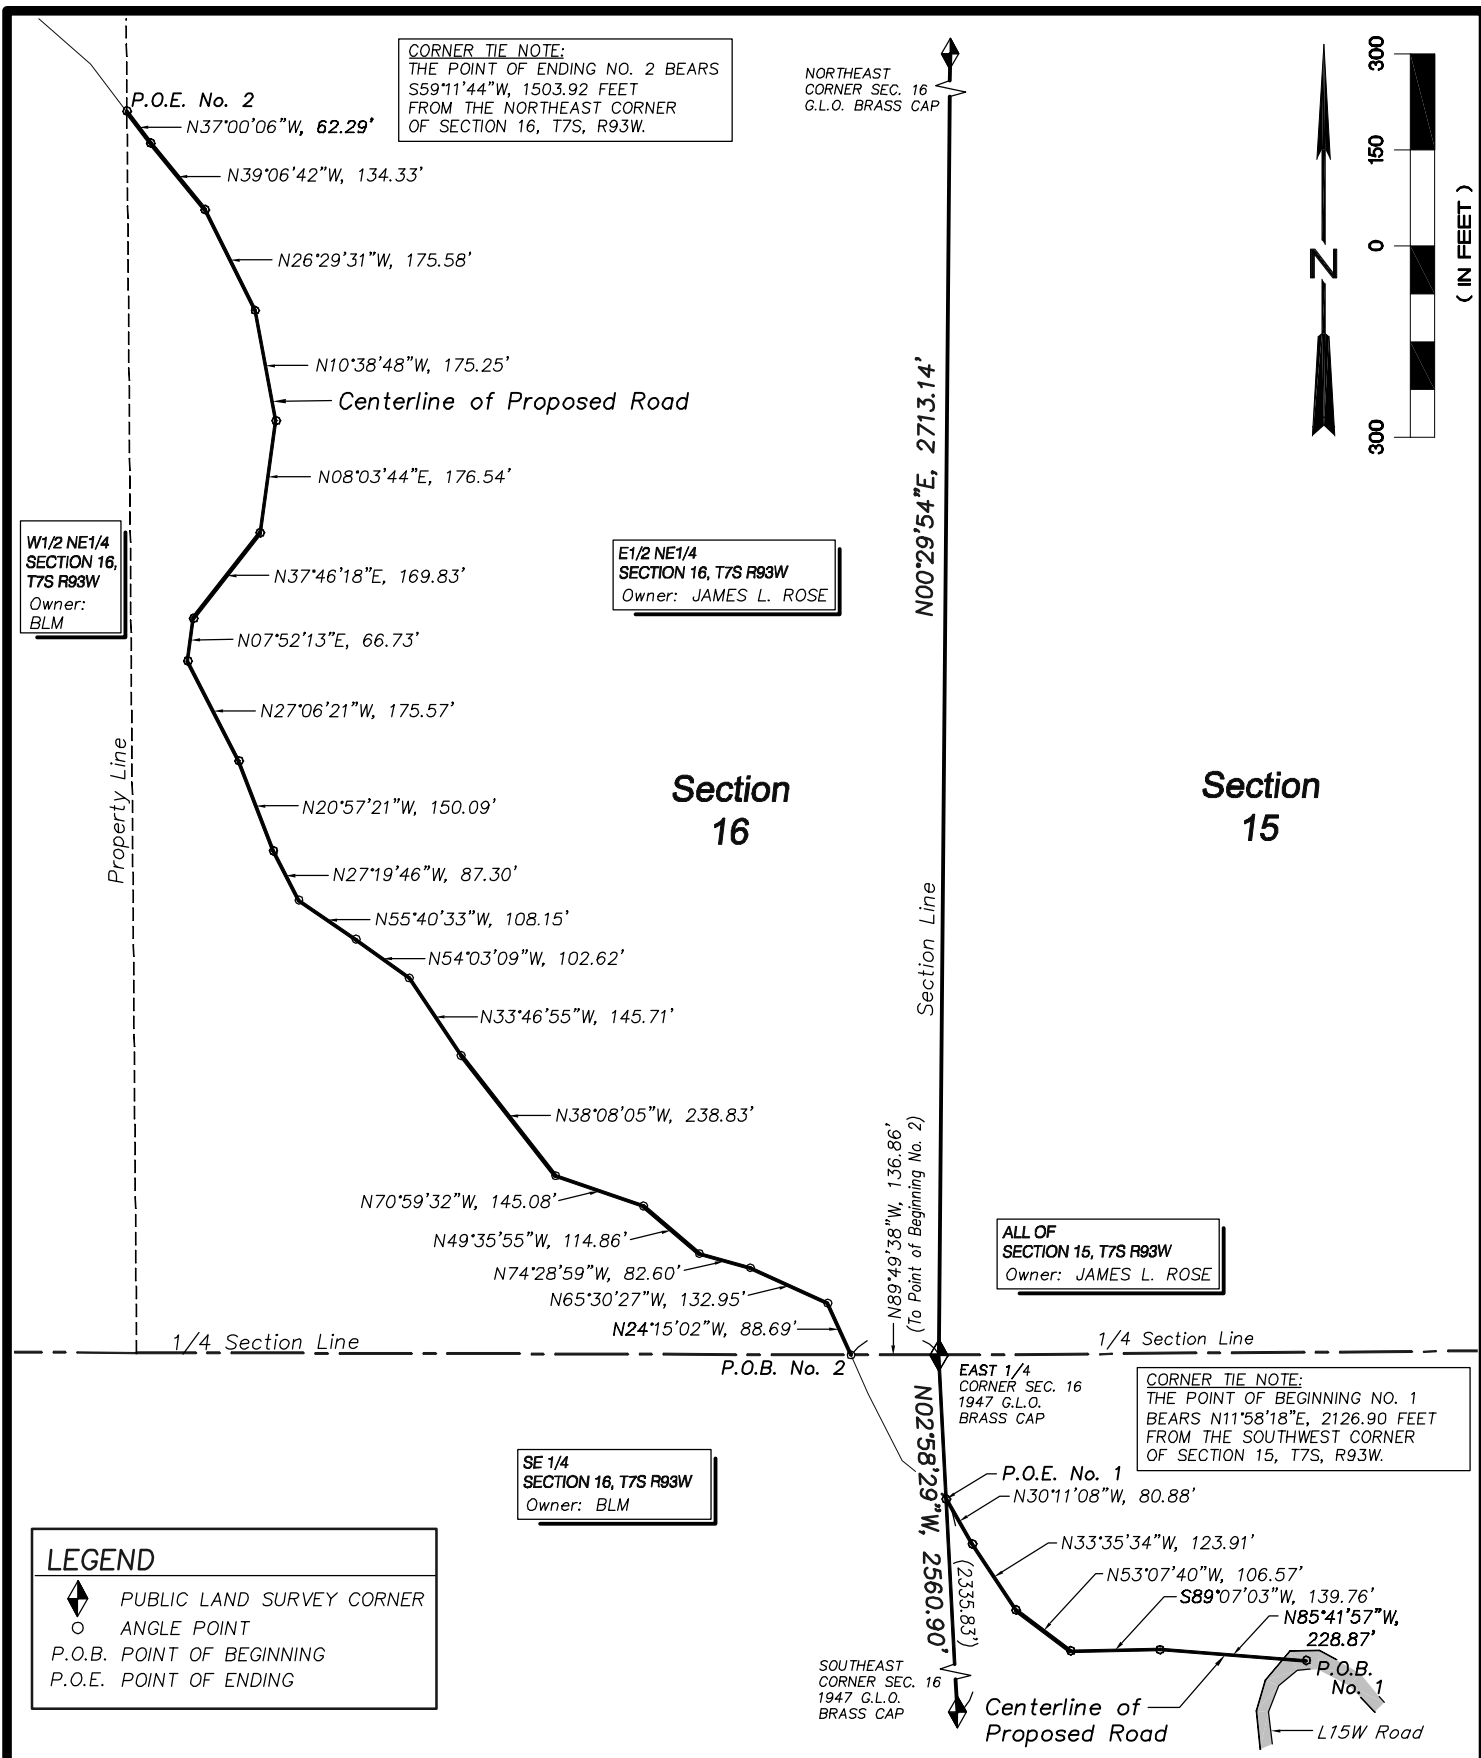 CORNER TIE NOTE:
THE POINT OF ENDING NO. 2 BEARS
S59°11'44"W, 1503.92 FEET
FROM THE NORTHEAST CORNER
OF SECTION 16, T7S, R93W.
NORTHEAST
CORNER SEC. 16
G.L.O. BRASS CAP
300
150
0
300
( IN FEET )
N
P.O.E. No. 2
N37°00'06"W, 62.29'
N39°06'42"W, 134.33'
N26°29'31"W, 175.58'
N10°38'48"W, 175.25'
Centerline of Proposed Road
N08°03'44"E, 176.54'
N00°29'54"E, 2713.14'
W1/2 NE1/4
SECTION 16,
T7S R93W
Owner:
BLM
E1/2 NE1/4
SECTION 16, T7S R93W
Owner: JAMES L. ROSE
N37°46'18"E, 169.83'
N07°52'13"E, 66.73'
N27°06'21"W, 175.57'
Property Line
N20°57'21"W, 150.09'
Section
16
Section
15
N27°19'46"W, 87.30'
N55°40'33"W, 108.15'
N54°03'09"W, 102.62'
Section Line
N33°46'55"W, 145.71'
N38°08'05"W, 238.83'
N89°49'38"W, 136.86'
(To Point of Beginning No. 2)
N70°59'32"W, 145.08'
N49°35'55"W, 114.86'
N74°28'59"W, 82.60'
N65°30'27"W, 132.95'
N24°15'02"W, 88.69'
ALL OF
SECTION 15, T7S R93W
Owner: JAMES L. ROSE
1/4 Section Line
1/4 Section Line
P.O.B. No. 2
EAST 1/4
CORNER SEC. 16
1947 G.L.O.
BRASS CAP
CORNER TIE NOTE:
THE POINT OF BEGINNING NO. 1
BEARS N11°58'18"E, 2126.90 FEET
FROM THE SOUTHWEST CORNER
OF SECTION 15, T7S, R93W.
N02°58'29"W, 2560.90'
(2335.83')
SE 1/4
SECTION 16, T7S R93W
Owner: BLM
P.O.E. No. 1
N30°11'08"W, 80.88'
N33°35'34"W, 123.91'
N53°07'40"W, 106.57'
S89°07'03"W, 139.76'
N85°41'57"W,
228.87'
P.O.B.
No. 1
LEGEND
PUBLIC LAND SURVEY CORNER
ANGLE POINT
P.O.B. POINT OF BEGINNING
P.O.E. POINT OF ENDING
SOUTHEAST
CORNER SEC. 16
1947 G.L.O.
BRASS CAP
Centerline of
Proposed Road
L15W Road